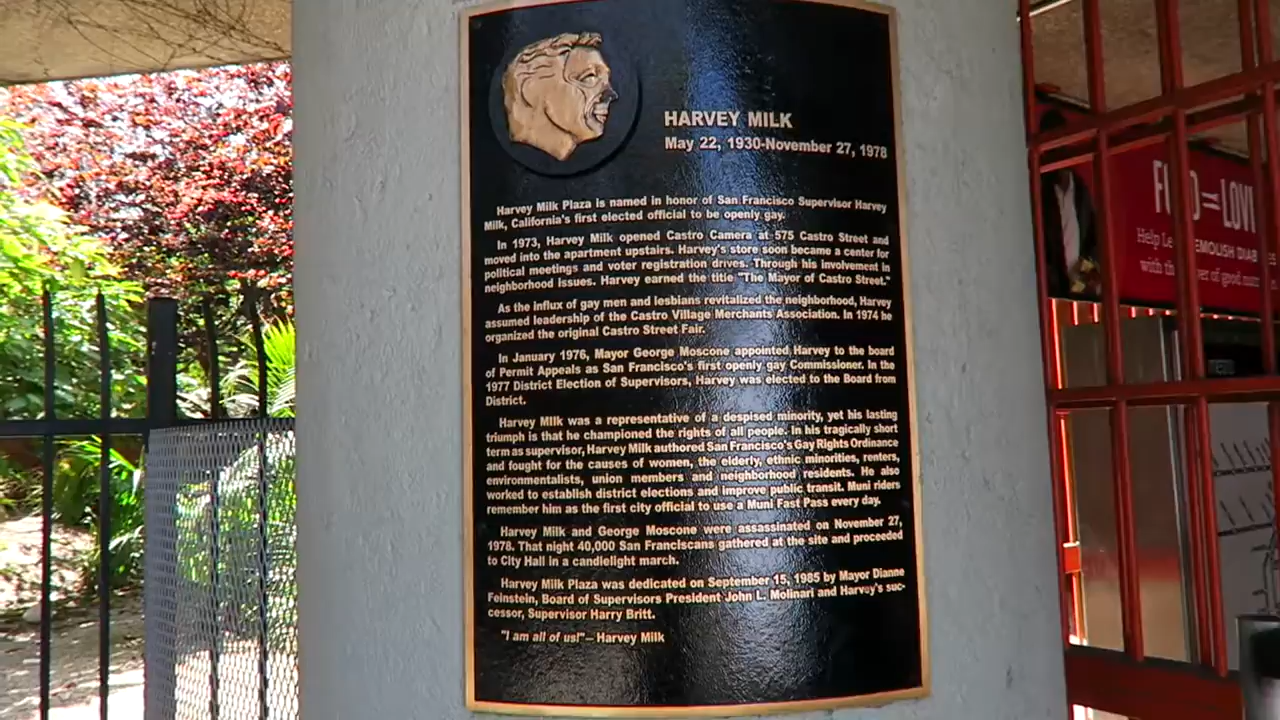 HARVEY MILK
May 22, 1930-November 27, 1978
Harvey Milk Plaza is named in honor of San Francisco Supervisor Harvey
Milk, California's first elected official to be openly gay.
In 1973, Harvey Milk opened Castro Camera at 575 Castro Street and
moved into the apartment upstairs. Harvey's store soon became a center for
political meetings and voter registration drives. Through his involvement in
neighborhood issues. Harvey earned the title "The Mayor of Castro Street."
As the influx of gay men and lesbians revitalized the neighborhood, Harvey
assumed leadership of the Castro Village Merchants Association. In 1974 he
organized the original Castro Street Fair.
In January 1976, Mayor George Moscone appointed Harvey to the board
of Permit Appeals as San Francisco's first openly gay Commissioner. In the
1977 District Election of Supervisors, Harvey was elected to the Board from
District.
Harvey Milk was a representative of a despised minority, yet his lasting
triumph is that he championed the rights of all people. In his tragically short
term as supervisor, Harvey Milk authored San Francisco's Gay Rights Ordinance
and fought for the causes of women, the elderly, ethnic minorities, renters,
environmentalists, union members and neighborhood residents. He also
worked to establish district elections and improve public transit. Muni riders
remember him as the first city official to use a Muni Fast Pass every day.
Harvey Milk and George Moscone were assassinated on November 27,
1978. That night 40,000 San Franciscans gathered at the site and proceeded
to City Hall in a candlelight march.
Harvey Milk Plaza was dedicated on September 15, 1985 by Mayor Dianne
Feinstein, Board of Supervisors President John L. Molinari and Harvey's suc-
cessor, Supervisor Harry Britt.
"I am all of us!"— Harvey Milk
= LOV
Help
EMOLISH DIAB
with of good